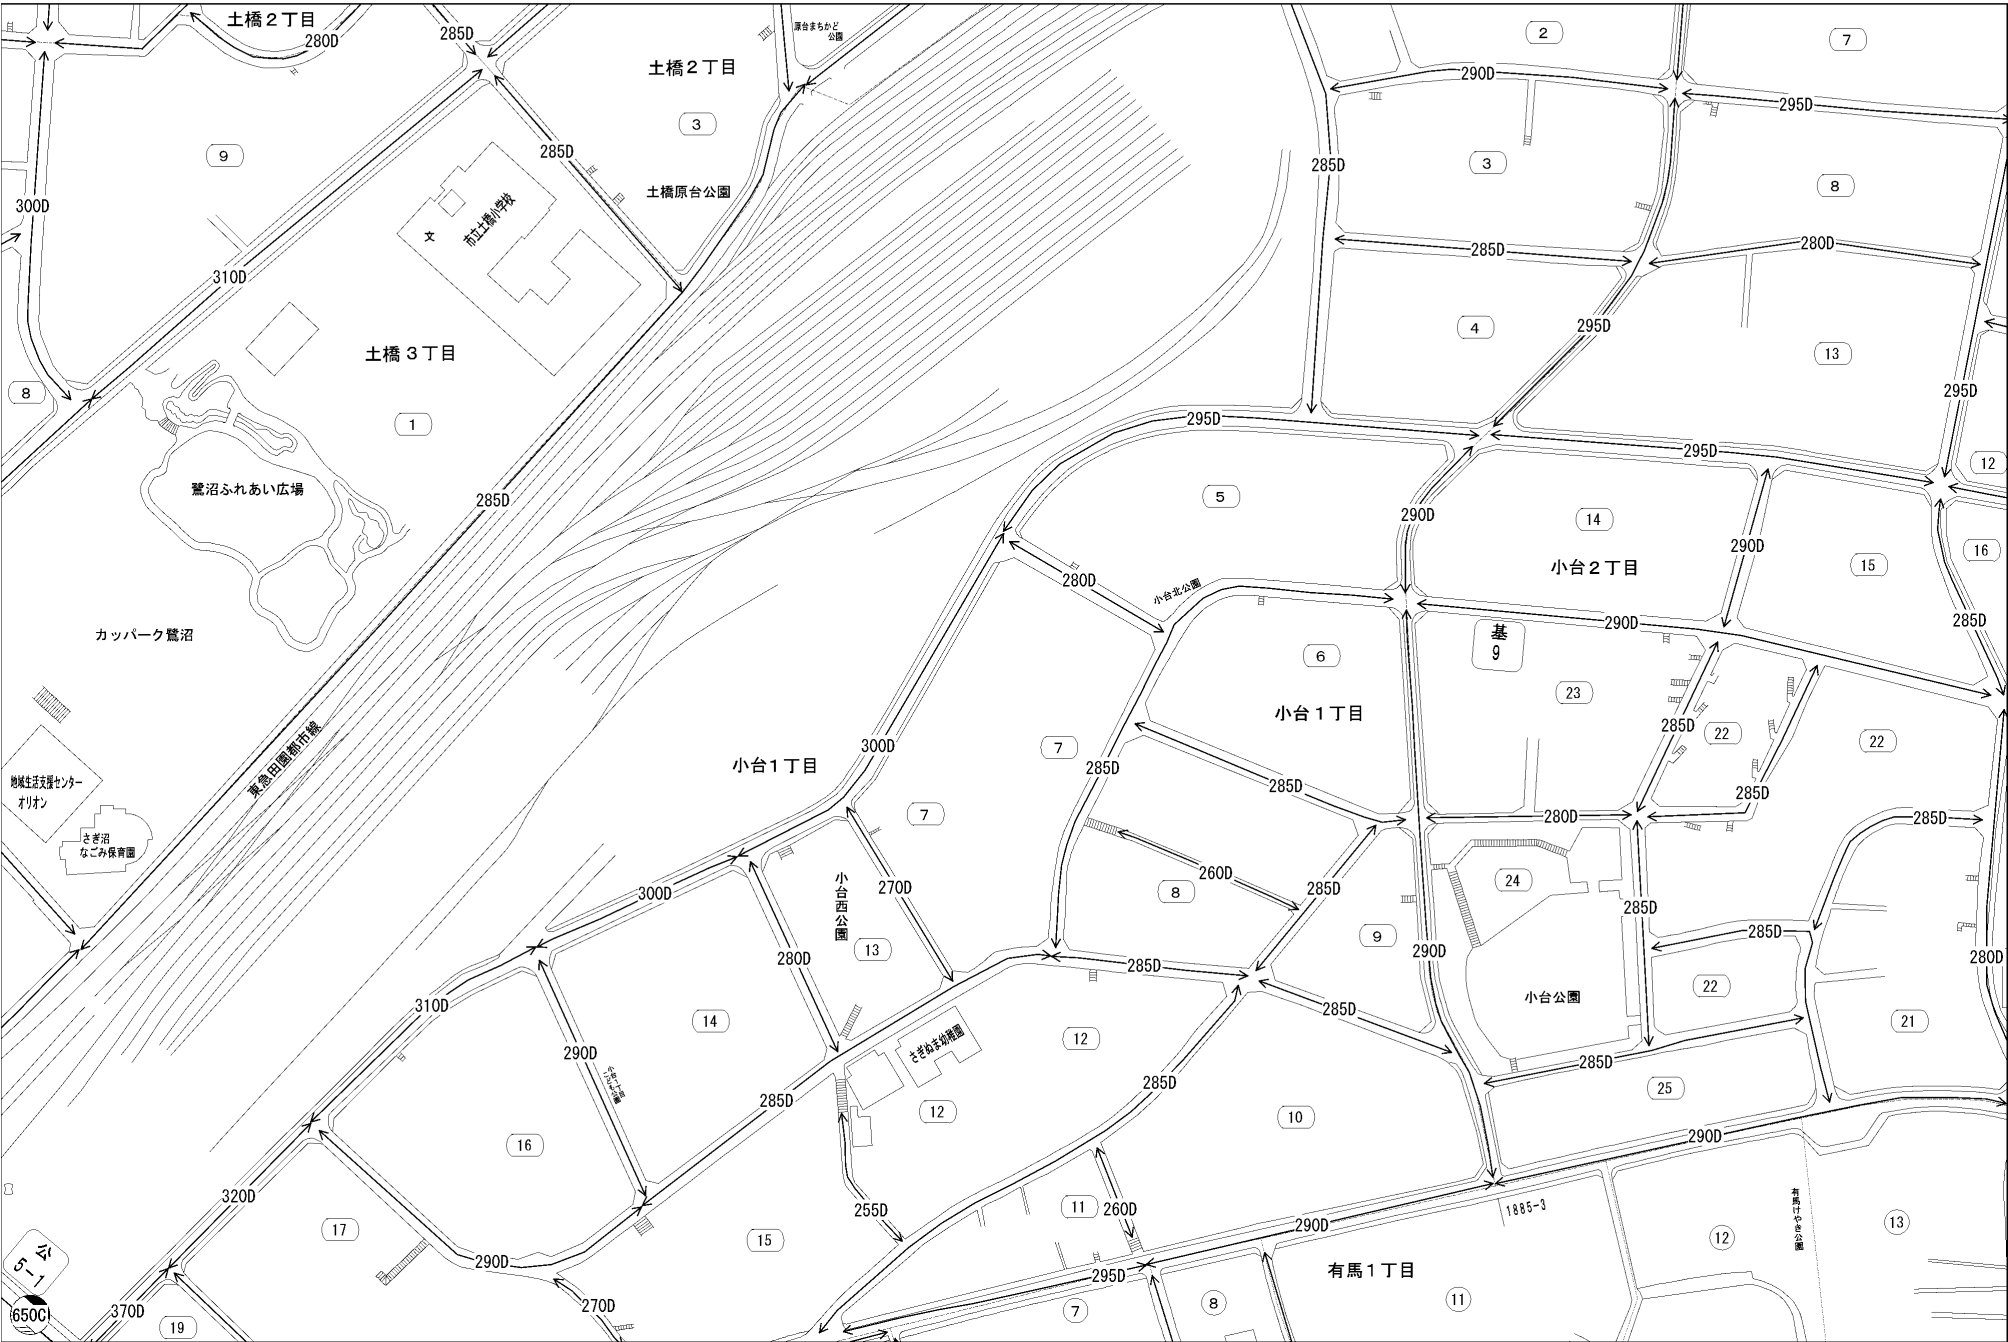 土橋２丁目
280D
285D
原台まちかど
公園
2
7
土橋２丁目
290D
295D
3
9
285D
285D
3
8
土橋原台公園
300D
市立土橋小学校
文
310D
285D
280D
4
295D
13
土橋３丁目
8
1
295D
295D
295D
12
鷺沼ふれあい広場
285D
5
290D
14
290D
16
15
小台２丁目
280D
小台北公園
カッパーク鷺沼
290D
285D
基
9
6
23
小台１丁目
285D
22
22
東急田園都市線
300D
7
小台１丁目
285D
285D
285D
地域生活支援センター
オリオン
7
280D
285D
さぎ沼
なごみ保育園
260D
270D
300D
8
285D
24
小台西公園
285D
9
13
290D
285D
280D
285D
280D
22
小台公園
310D
285D
14
21
さぎぬま幼稚園
12
290D
285D
285D
25
小台一丁目
こども公園
285D
12
10
16
290D
320D
255D
11
260D
1885-3
有馬けやき公園
13
17
290D
12
15
公
5-1
290D
有馬１丁目
295D
11
370D
270D
7
8
650C
19